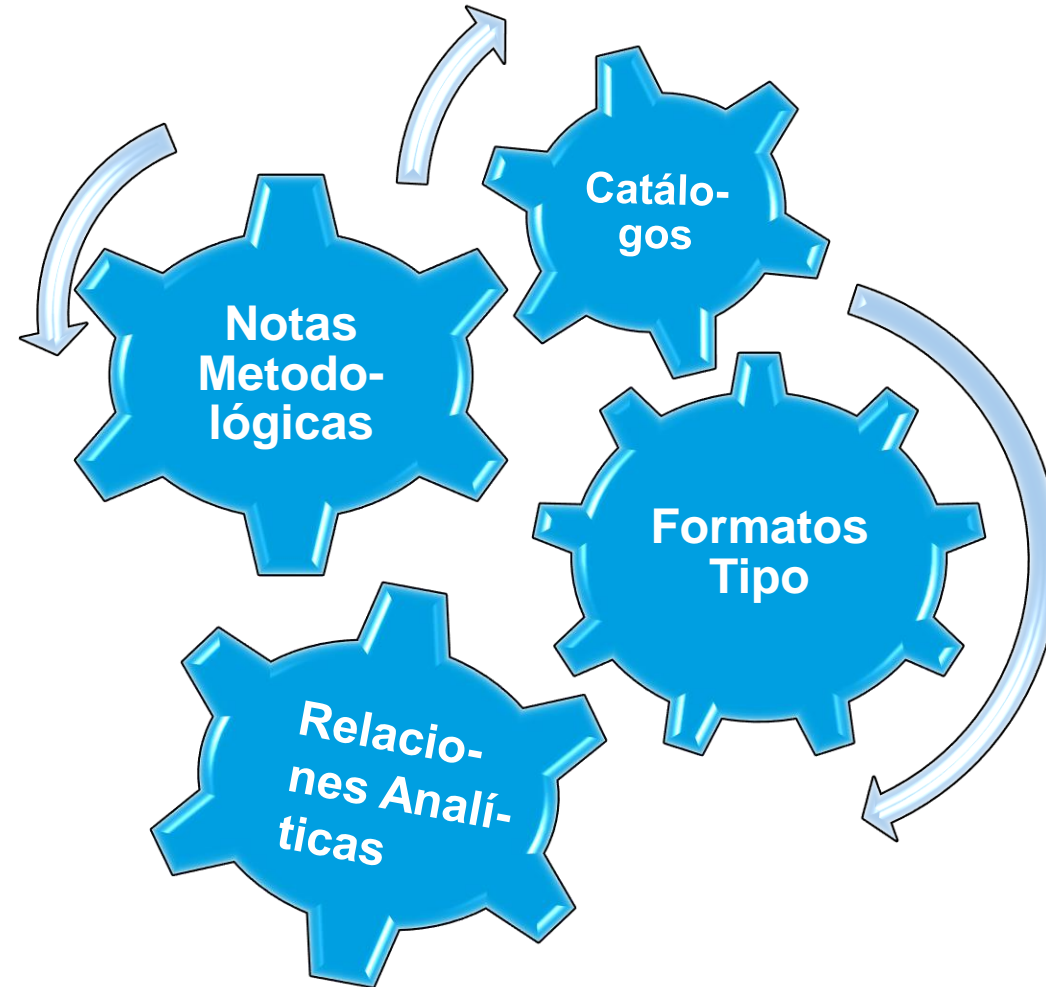 Catálo-
gos
Notas
Metodo-
lógicas
Formatos
Tipo
Relacio-
nes Analí-
ticas